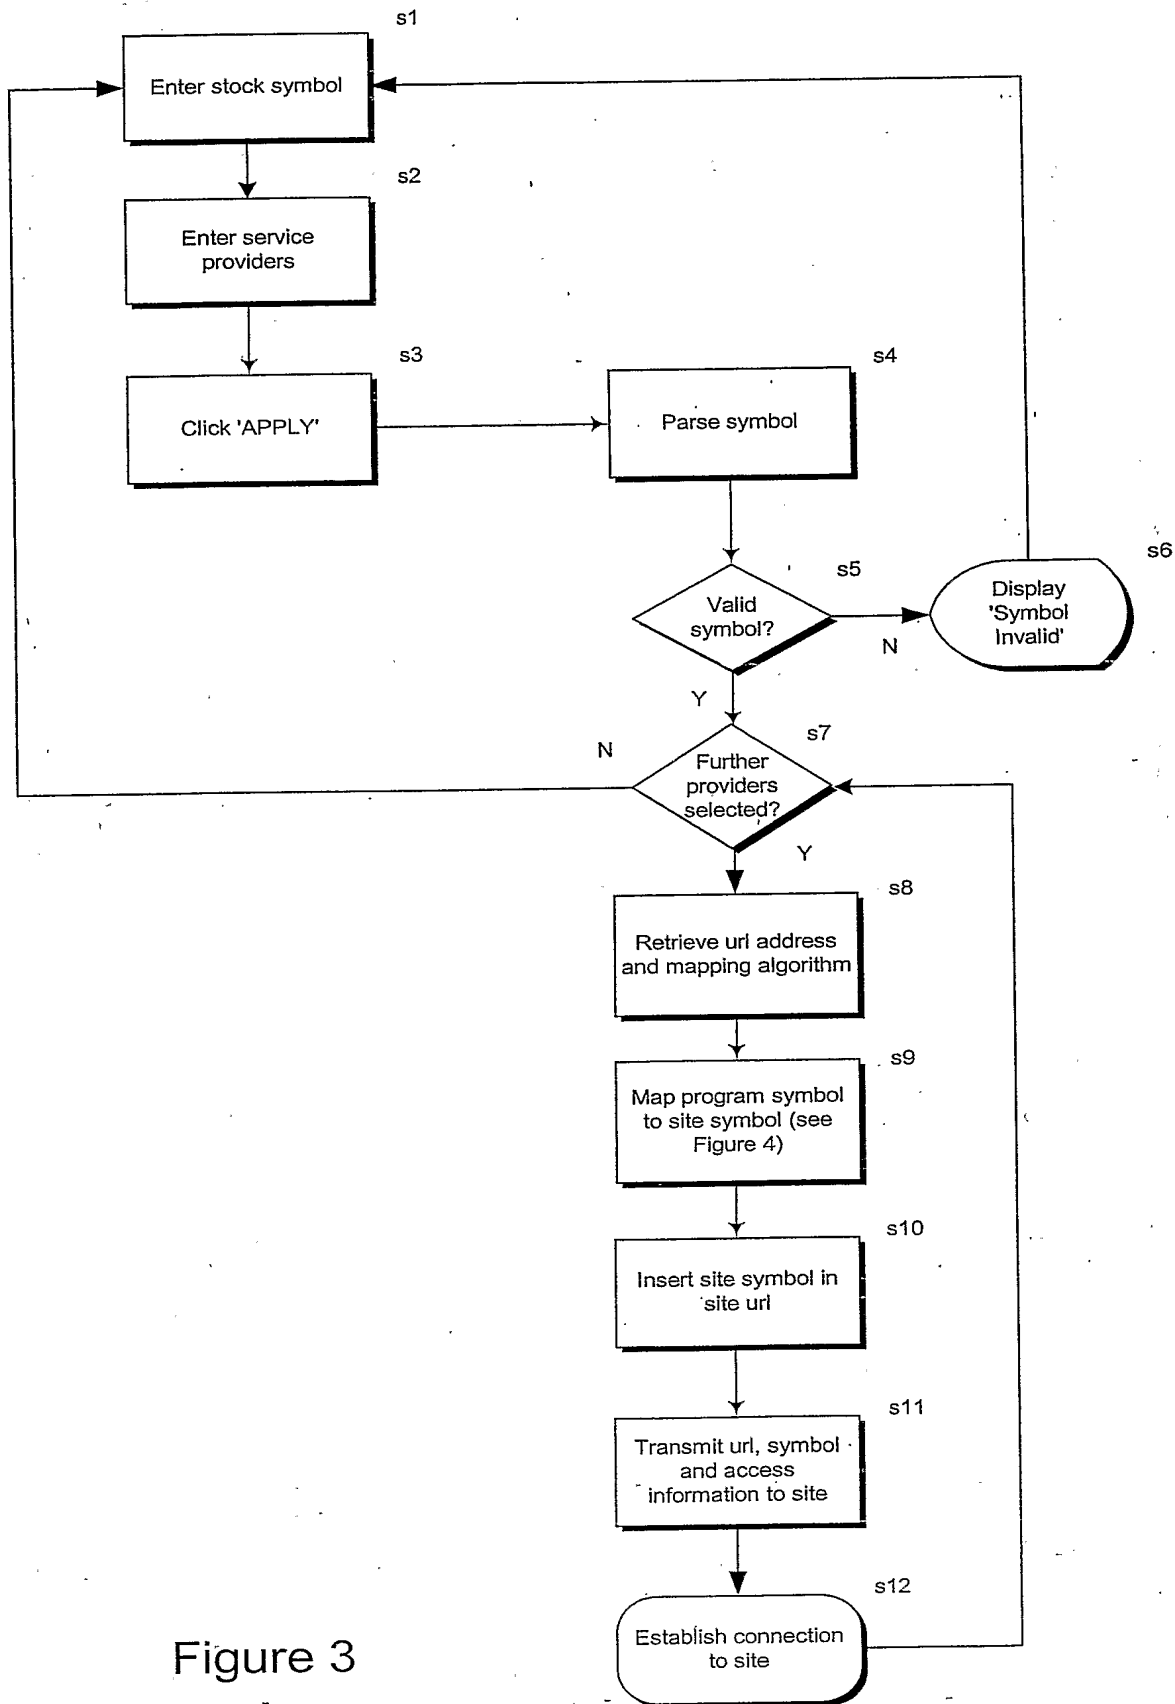 s1
Enter stock symbol
s2
Enter service
providers
s3
Click 'APPLY'
s4
Parse symbol
s5
Valid
symbol?
N
s6
Display
'Symbol
Invalid'
Y
s7
N
Further
providers
selected?
Y
s8
Retrieve url address
and mapping algorithm
s9
Map program symbol
to site symbol (see
Figure 4)
s10
Insert site symbol in
site url
s11
Transmit url, symbol
and access
information to site
s12
Establish connection
to site
Figure 3